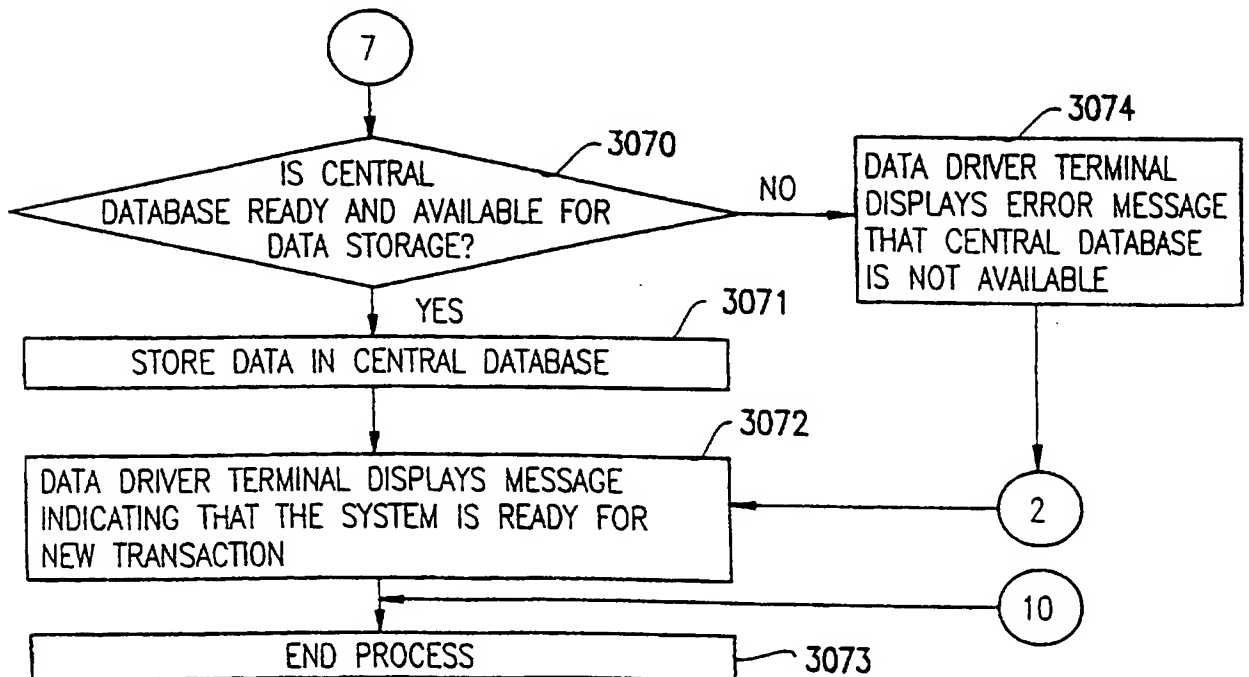 7
3070
IS CENTRAL
DATABASE READY AND AVAILABLE FOR
DATA STORAGE?
NO
3074
DATA DRIVER TERMINAL
DISPLAYS ERROR MESSAGE
THAT CENTRAL DATABASE
IS NOT AVAILABLE
YES
3071
STORE DATA IN CENTRAL DATABASE
3072
DATA DRIVER TERMINAL DISPLAYS MESSAGE
INDICATING THAT THE SYSTEM IS READY FOR
NEW TRANSACTION
2
10
END PROCESS
3073